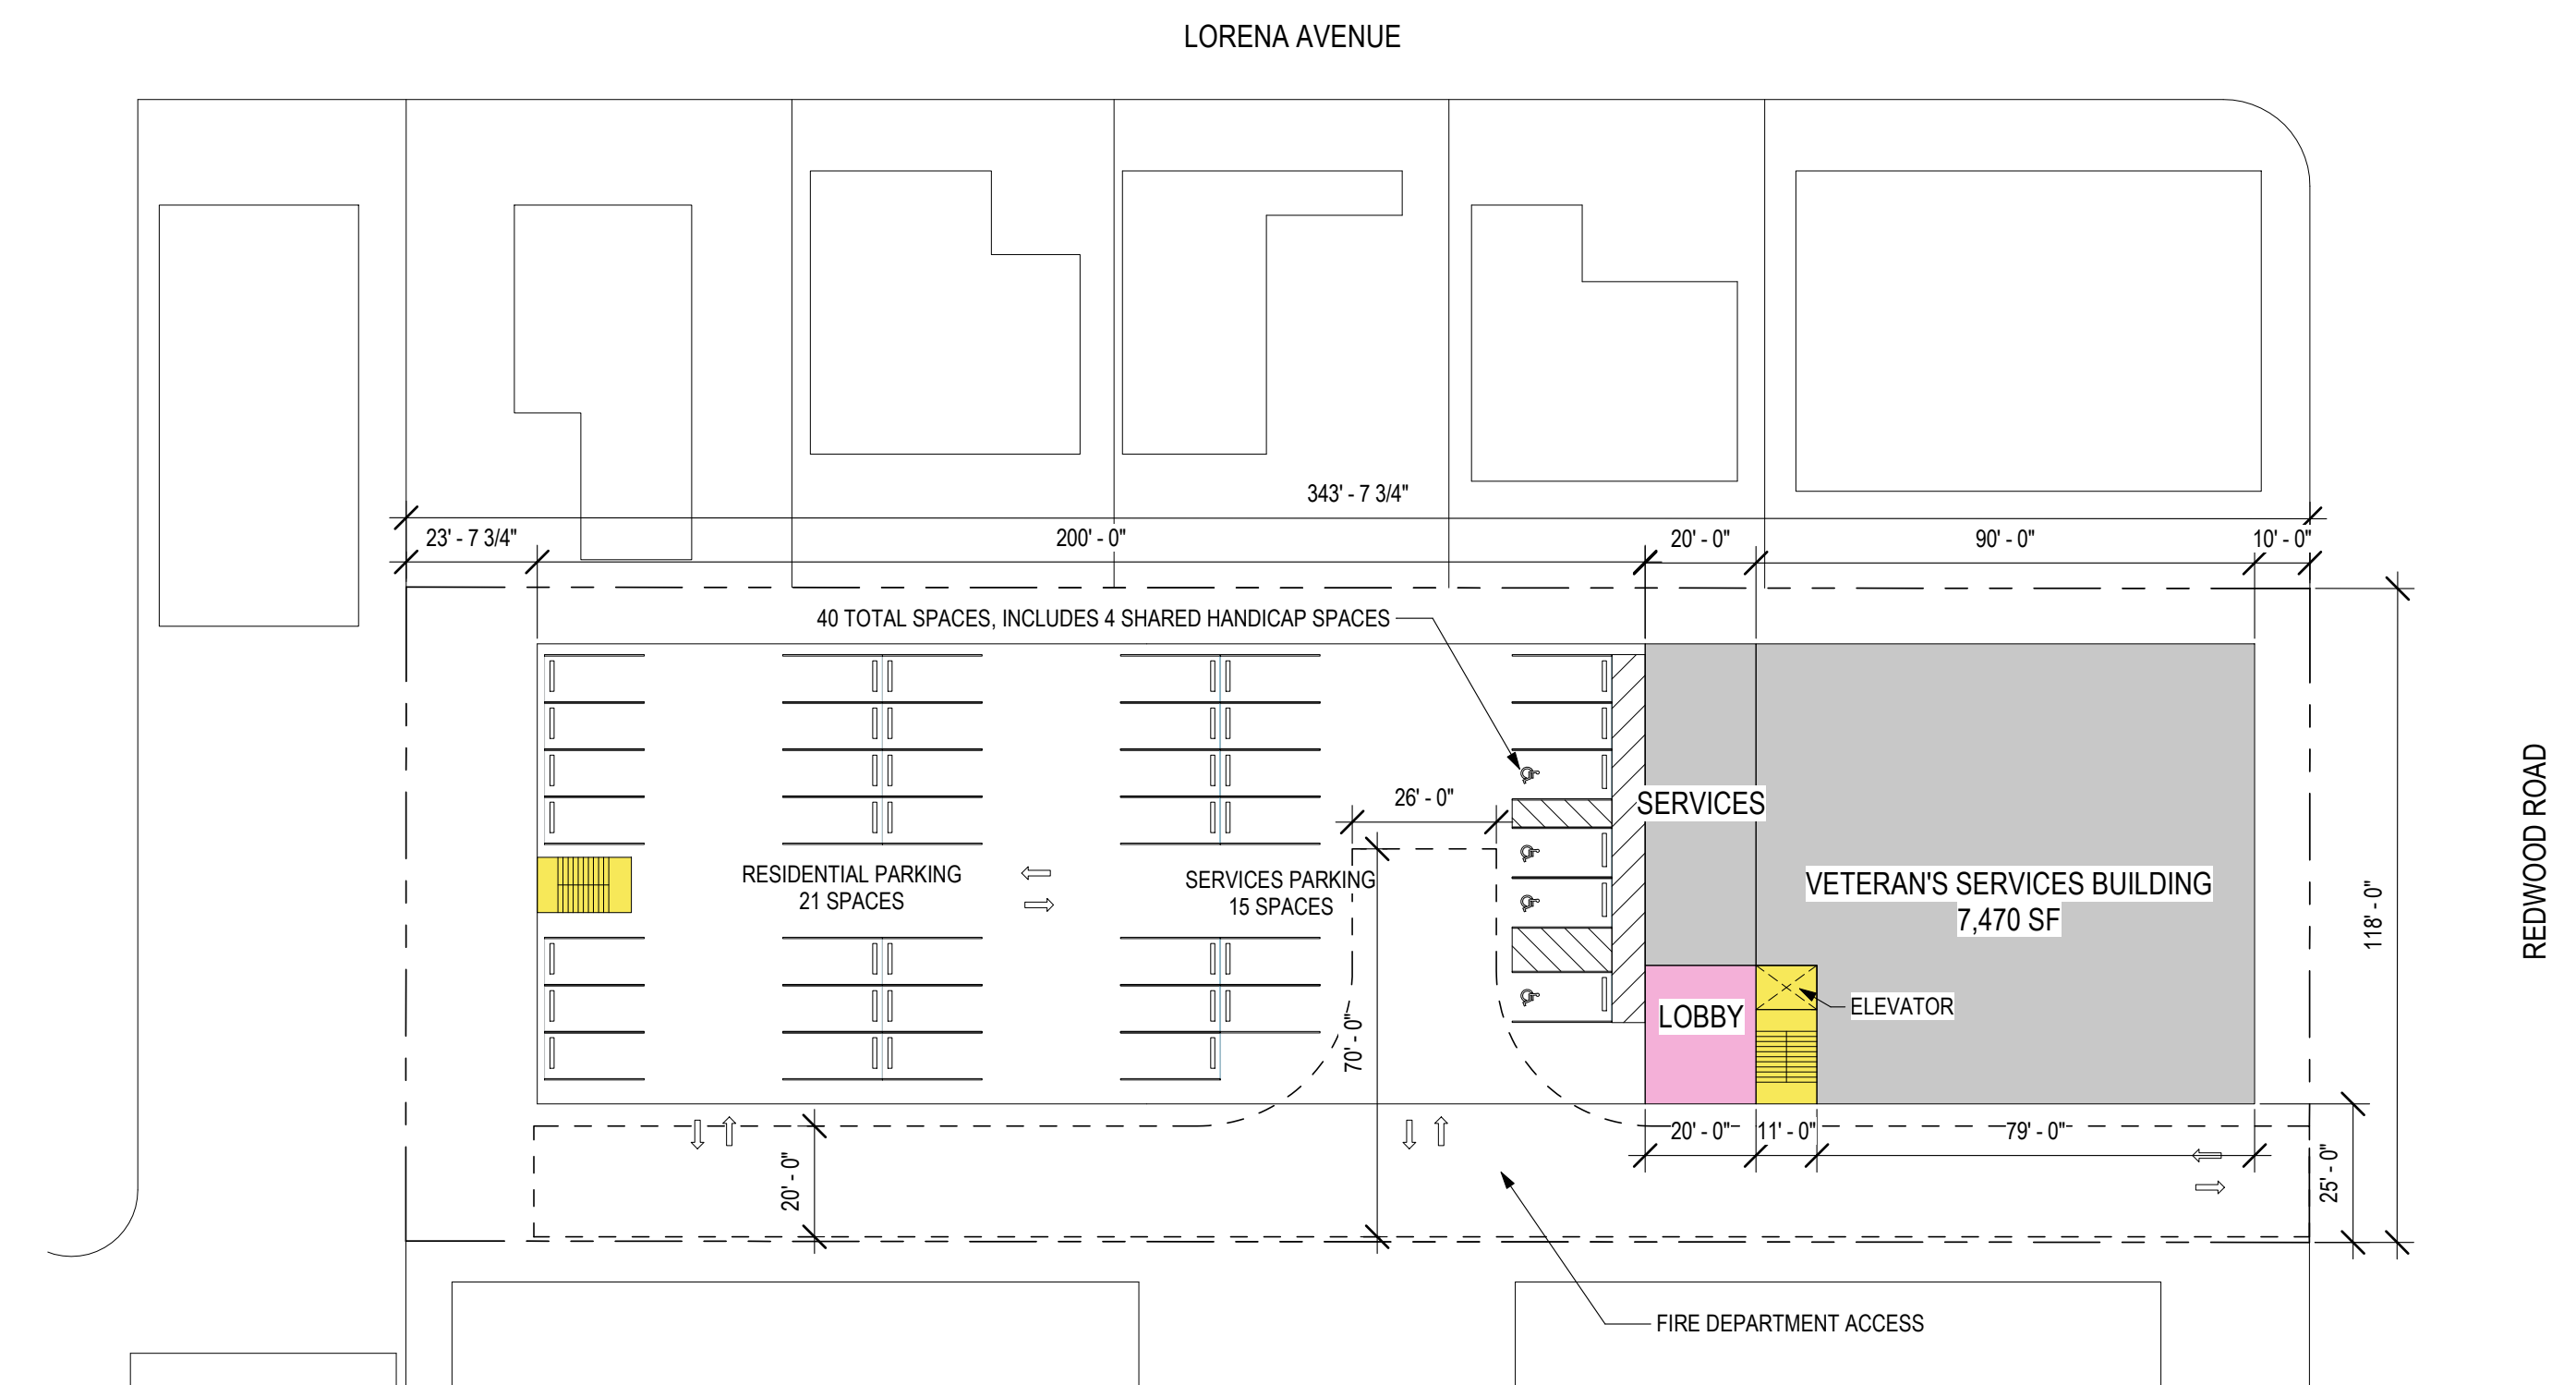 LORENA AVENUE
343' - 7 3/4"
23' - 7 3/4"
200' - 0"
20' - 0"
90' - 0"
10' - 0"
40 TOTAL SPACES, INCLUDES 4 SHARED HANDICAP SPACES
26' - 0"
SERVICES
RESIDENTIAL PARKING
21 SPACES
SERVICES PARKING
15 SPACES
VETERAN'S SERVICES BUILDING
7,470 SF
118' - 0"
REDWOOD ROAD
ELEVATOR
LOBBY
70' - 0"
20' - 0"
11' - 0"
79' - 0"
20' - 0"
25' - 0"
FIRE DEPARTMENT ACCESS